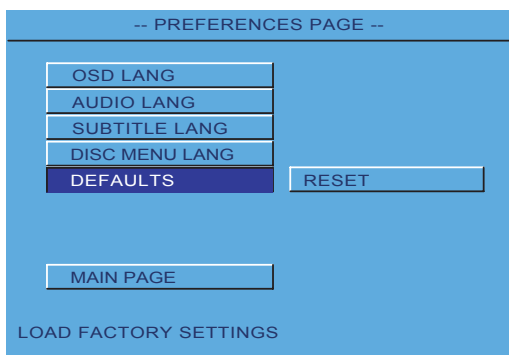 -- PREFERENCES PAGE --
OSD LANG
AUDIO LANG
SUBTITLE LANG
DISC MENU LANG
DEFAULTS RESET
MAIN PAGE
LOAD FACTORY SETTINGS